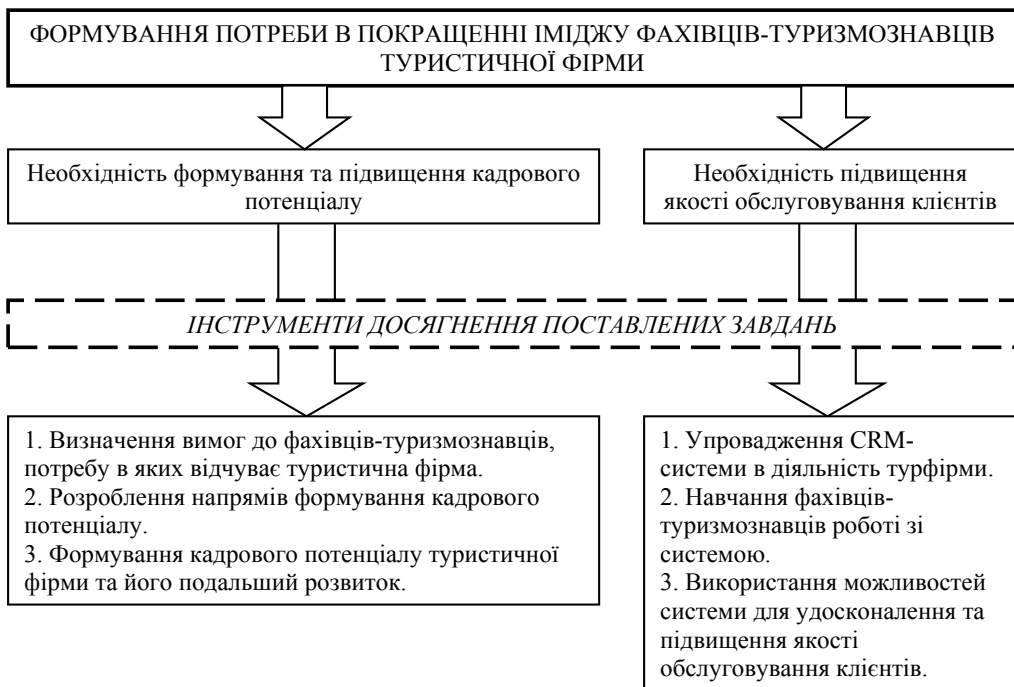 ФОРМУВАННЯ ПОТРЕБИ В ПОКРАЩЕННІ ІМІДЖУ ФАХІВЦІВ-ТУРИЗМОЗНАВЦІВ
ТУРИСТИЧНОЇ ФІРМИ
Необхідність формування та підвищення кадрового
потенціалу
Необхідність підвищення
якості обслуговування клієнтів
ІНСТРУМЕНТИ ДОСЯГНЕННЯ ПОСТАВЛЕНИХ ЗАВДАНЬ
1. Визначення вимог до фахівців-туризмознавців,
потребу в яких відчуває туристична фірма.
2. Розроблення напрямів формування кадрового
потенціалу.
3. Формування кадрового потенціалу туристичної
фірми та його подальший розвиток.
1. Упровадження CRM-
системи в діяльність турфірми.
2. Навчання фахівців-
туризмознавців роботі зі
системою.
3. Використання можливостей
системи для удосконалення та
підвищення якості
обслуговування клієнтів.